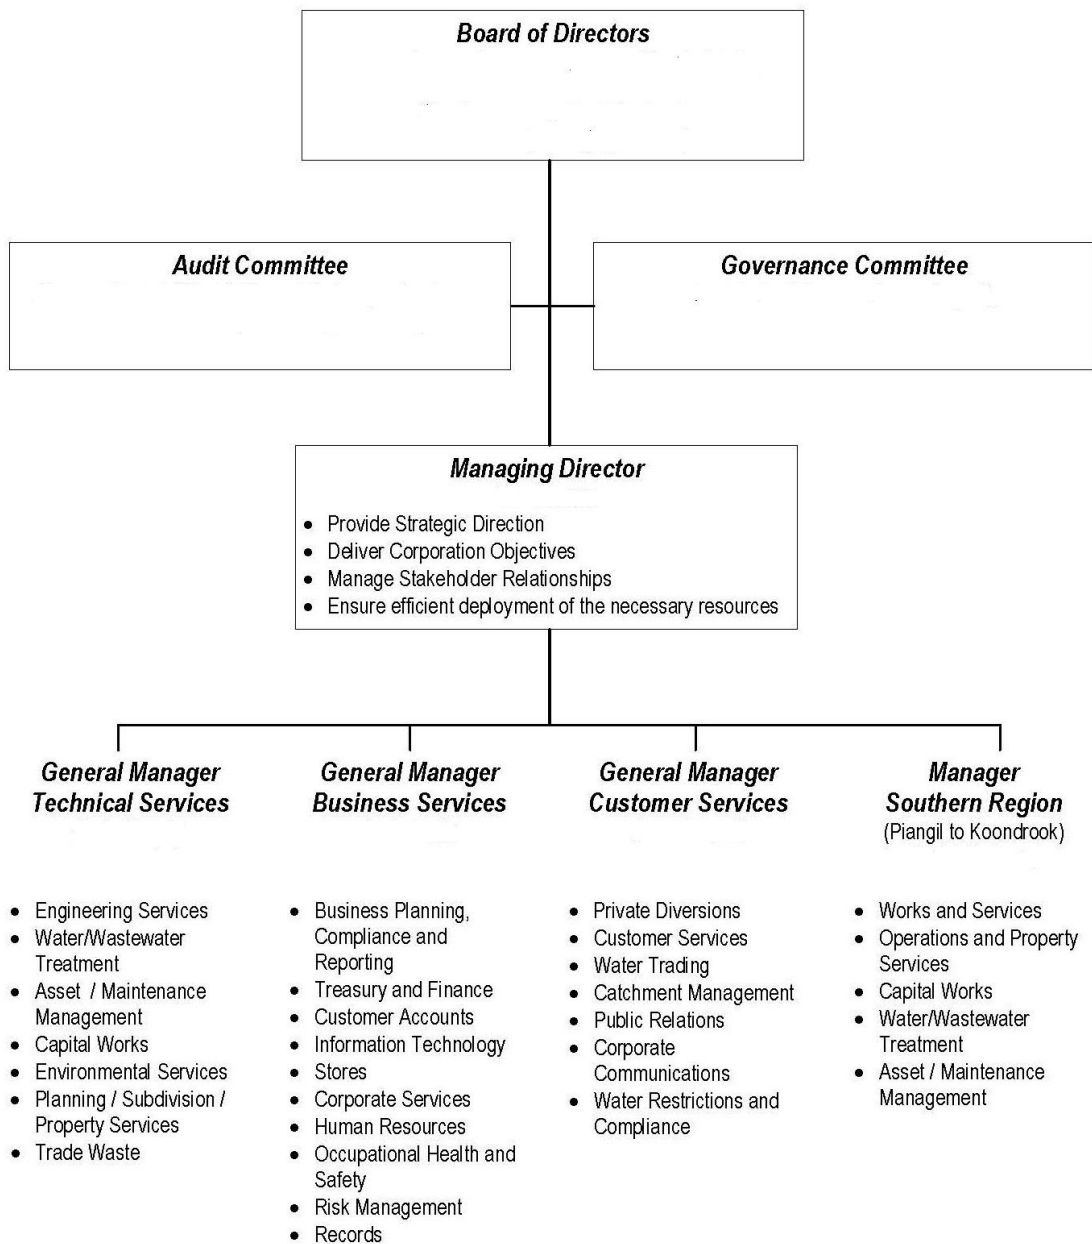 Board of Directors
Audit Committee
Governance Committee
Managing Director
• Provide Strategic Direction
• Deliver Corporation Objectives
• Manage Stakeholder Relationships
• Ensure efficient deployment of the necessary resources
General Manager
Technical Services
• Engineering Services
• Water/Wastewater
Treatment
• Asset / Maintenance
Management
• Capital Works
• Environmental Services
• Planning / Subdivision /
Property Services
• Trade Waste
General Manager
Business Services
• Business Planning,
Compliance and
Reporting
• Treasury and Finance
• Customer Accounts
• Information Technology
• Stores
• Corporate Services
• Human Resources
• Occupational Health and
Safety
• Risk Management
• Records
General Manager
Customer Services
• Private Diversions
• Customer Services
• Water Trading
• Catchment Management
• Public Relations
• Corporate
Communications
• Water Restrictions and
Compliance
Manager
Southern Region
(Piangil to Koondrook)
• Works and Services
• Operations and Property
Services
• Capital Works
• Water/Wastewater
Treatment
• Asset / Maintenance
Management